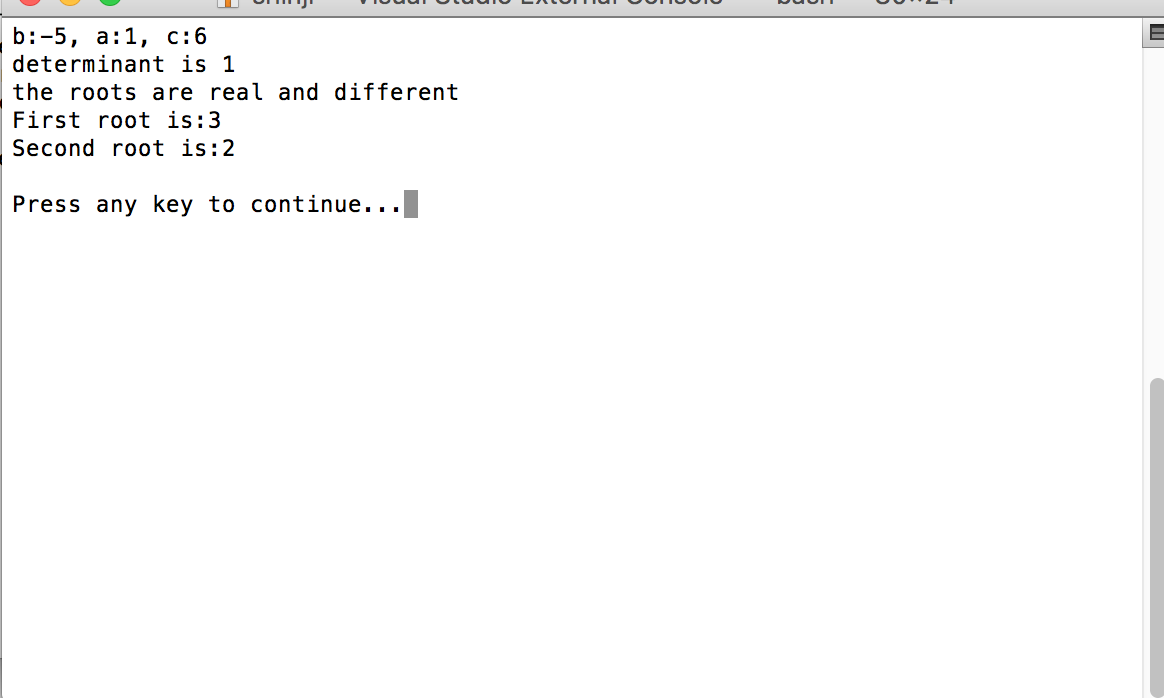 shinji — Visual Studio External Console — bash — 80×24
b:-5, a:1, c:6
determinant is 1
the roots are real and different
First root is:3
Second root is:2
Press any key to continue...